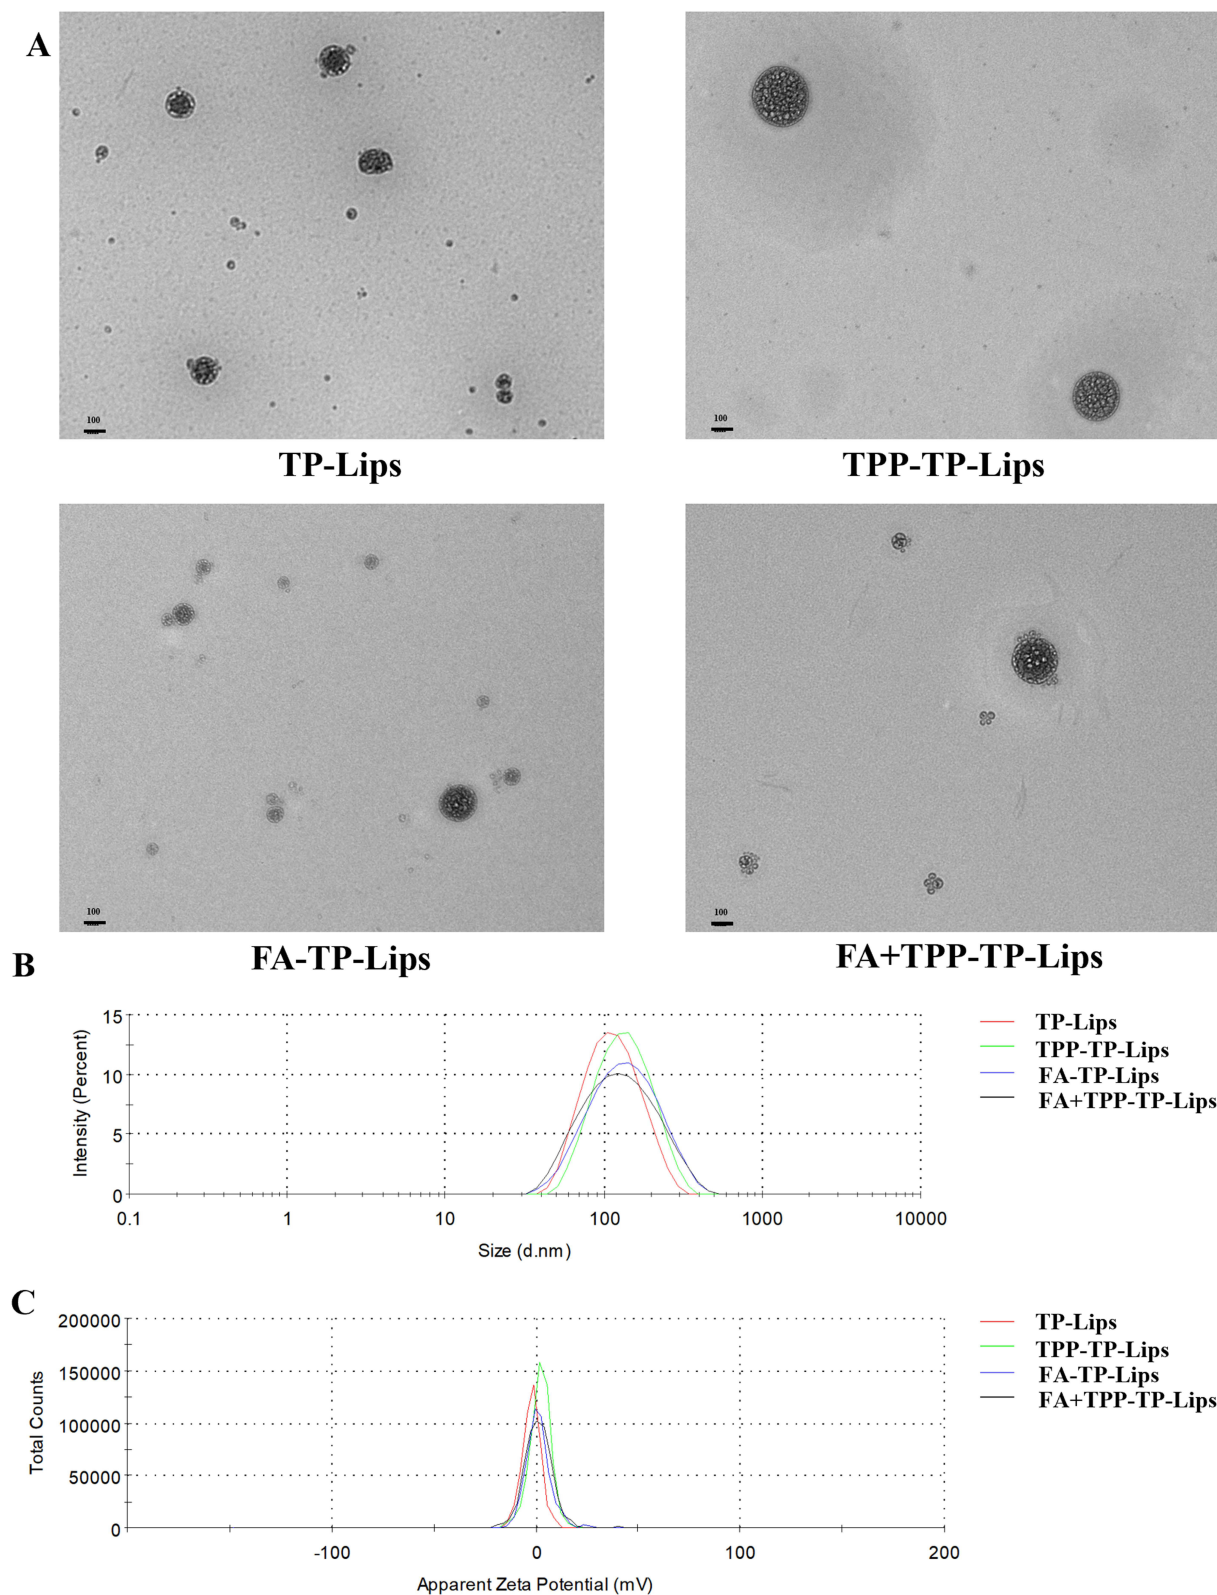 A
100
100
TP-Lips
TPP-TP-Lips
100
100
FA-TP-Lips
FA+TPP-TP-Lips
B
15
10
5
0
Intensity (Percent)
0.1
1
10
100
1000
10000
Size (d.nm)
TP-Lips
TPP-TP-Lips
FA-TP-Lips
FA+TPP-TP-Lips
C
200000
150000
100000
50000
0
Total Counts
-100
0
100
200
Apparent Zeta Potential (mV)
TP-Lips
TPP-TP-Lips
FA-TP-Lips
FA+TPP-TP-Lips